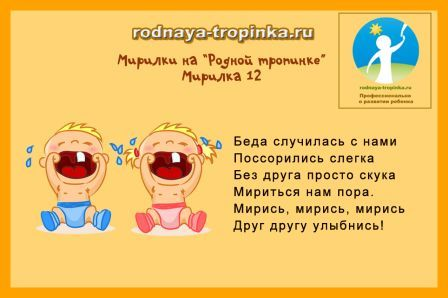 rodnaya-tropinka.ru
Мирилки на "Родной тропинке"
Мирилка 12
rodnaya-tropinka.ru
Профессионально
о развитии ребенка
Беда случилась с нами
Поссорились слегка
Без друга просто скука
Мириться нам пора.
Мирись, мирись, мирись
Друг другу улыбнись!